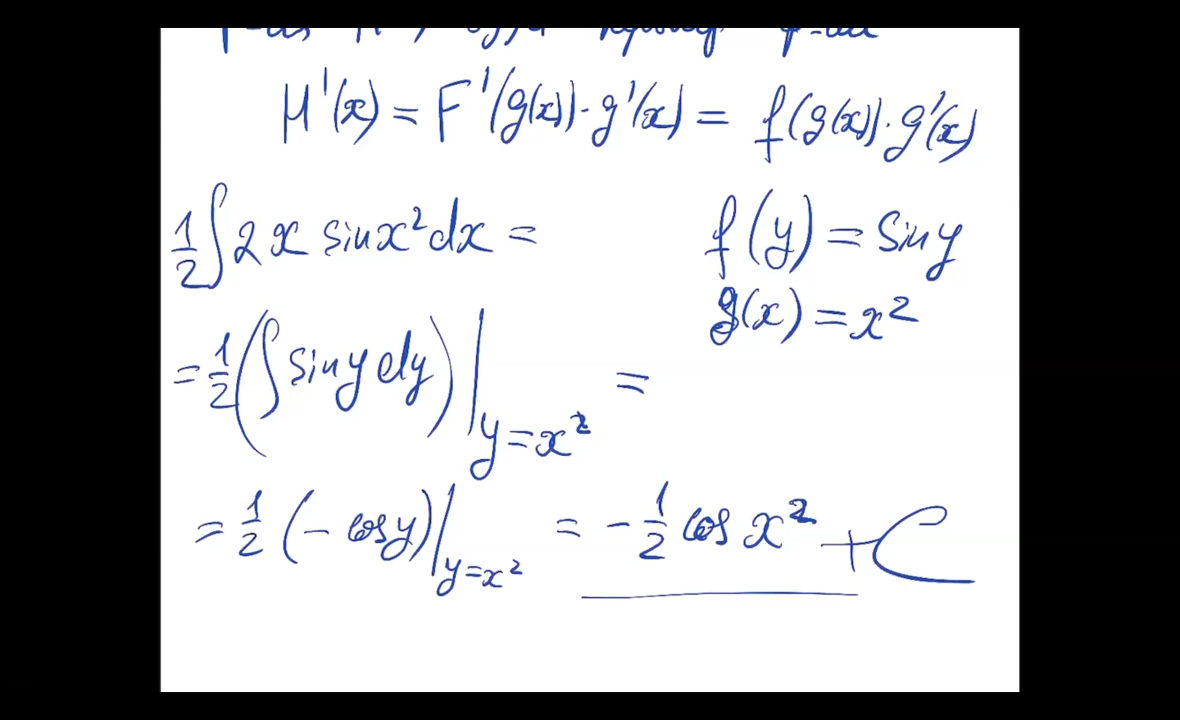 H'(x) = F'(g(x)) · g'(x) = f(g(x)) · g'(x)
1/2 ∫ 2x sin x² dx =
f(y) = sin y
g(x) = x²
= 1/2 (∫ sin y dy) |y=x² =
= 1/2 (- cos y) |y=x² = - 1/2 cos x² + C